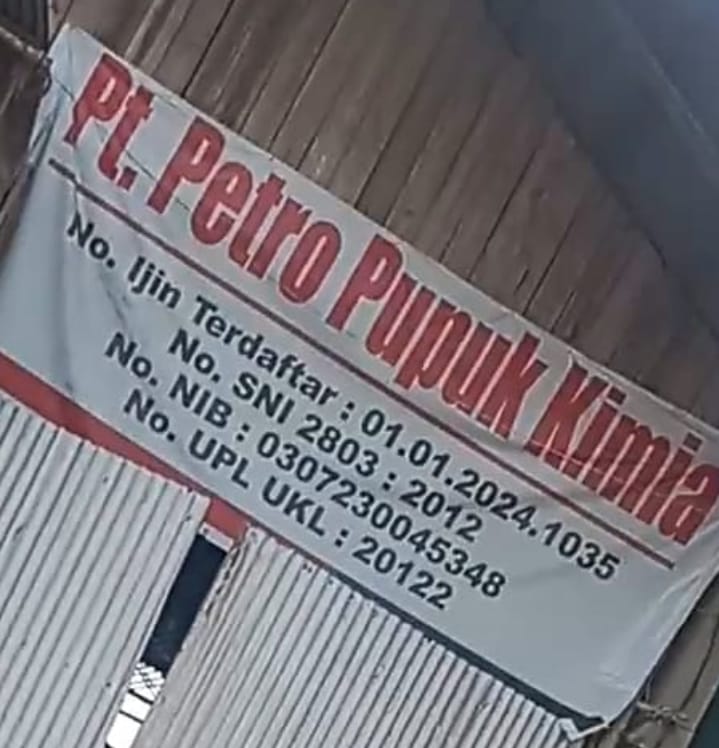 Pt. Petro Pupuk Kimia
No. Ijin Terdaftar : 01.01.2024.1035
No. SNI 2803 : 2012
No. NIB : 0307230045348
No. UPL UKL : 20122